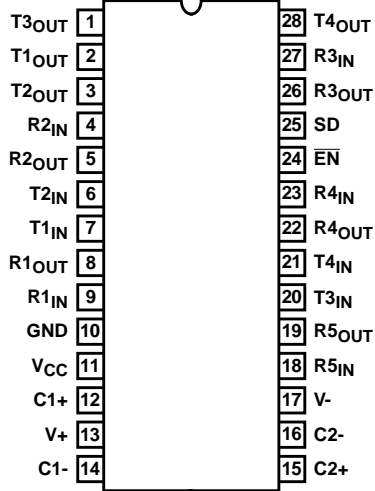 T3OUT 1 28 T4OUT
T1OUT 2 27 R3IN
T2OUT 3 26 R3OUT
R2IN 4 25 SD
R2OUT 5 24 E̅N̅
T2IN 6 23 R4IN
T1IN 7 22 R4OUT
R1OUT 8 21 T4IN
R1IN 9 20 T3IN
GND 10 19 R5OUT
VCC 11 18 R5IN
C1+ 12 17 V-
V+ 13 16 C2-
C1- 14 15 C2+